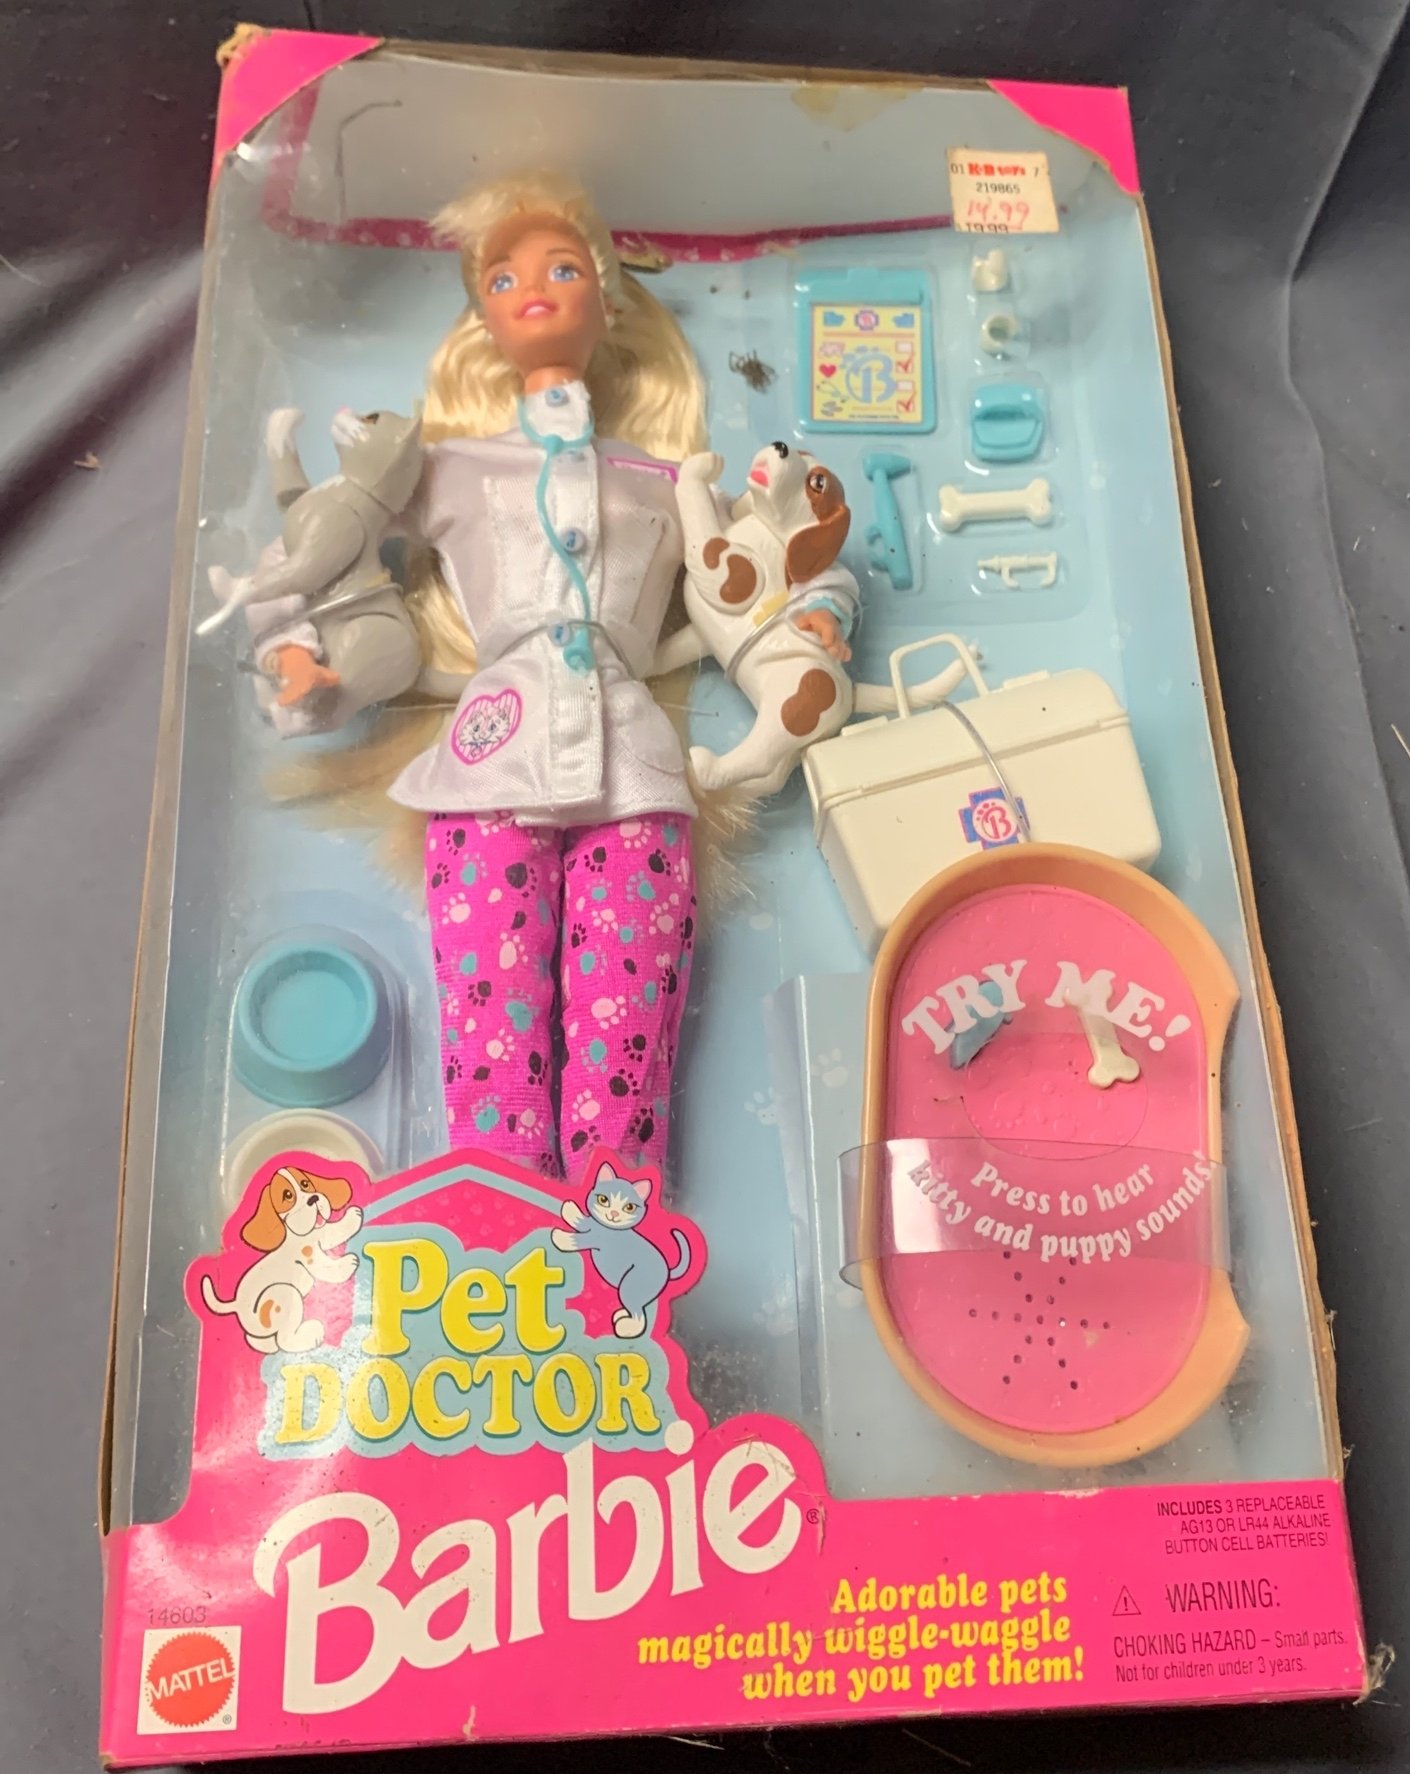 01 K·B toys 7
219865
14.99
19.99
B
B
TRY ME!
Press to hear
kitty and puppy sounds!
Pet
DOCTOR
Barbie®
INCLUDES 3 REPLACEABLE
AG13 OR LR44 ALKALINE
BUTTON CELL BATTERIES!
Adorable pets
magically wiggle-waggle
when you pet them!
WARNING:
CHOKING HAZARD – Small parts.
Not for children under 3 years.
14603
MATTEL
®